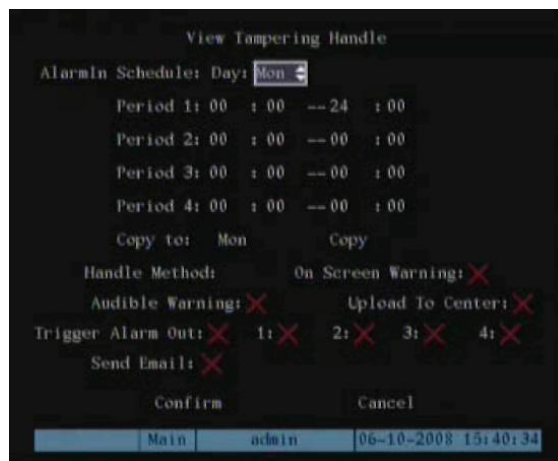 View Tampering Handle
AlarmIn Schedule: Day: Mon
Period 1: 00 : 00 -- 24 : 00
Period 2: 00 : 00 -- 00 : 00
Period 3: 00 : 00 -- 00 : 00
Period 4: 00 : 00 -- 00 : 00
Copy to: Mon Copy
Handle Method: On Screen Warning:
Audible Warning: Upload To Center:
Trigger Alarm Out: 1: 2: 3: 4:
Send Email:
Confirm Cancel
Main admin 06-10-2008 15:40:34